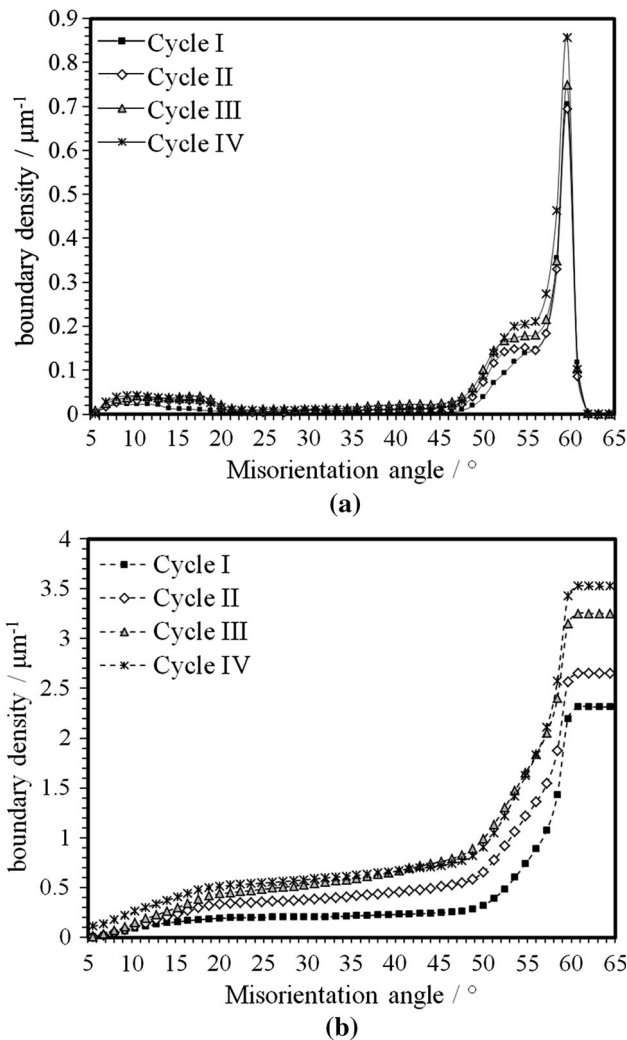 0.9
0.8
0.7
0.6
0.5
0.4
0.3
0.2
0.1
0
boundary density / µm⁻¹
Cycle I
Cycle II
Cycle III
Cycle IV
5 10 15 20 25 30 35 40 45 50 55 60 65
Misorientation angle / °
(a)
4
3.5
3
2.5
2
1.5
1
0.5
0
boundary density / µm⁻¹
Cycle I
Cycle II
Cycle III
Cycle IV
5 10 15 20 25 30 35 40 45 50 55 60 65
Misorientation angle / °
(b)